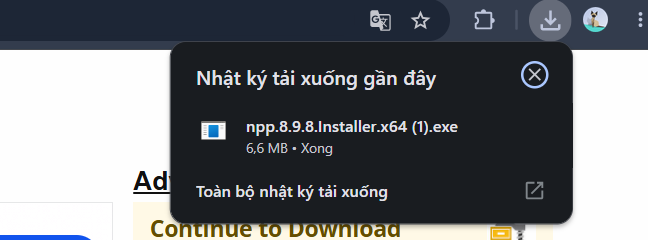 Nhật ký tải xuống gần đây
npp.8.9.8.Installer.x64 (1).exe
6,6 MB • Xong
Toàn bộ nhật ký tải xuống
Continue to Download